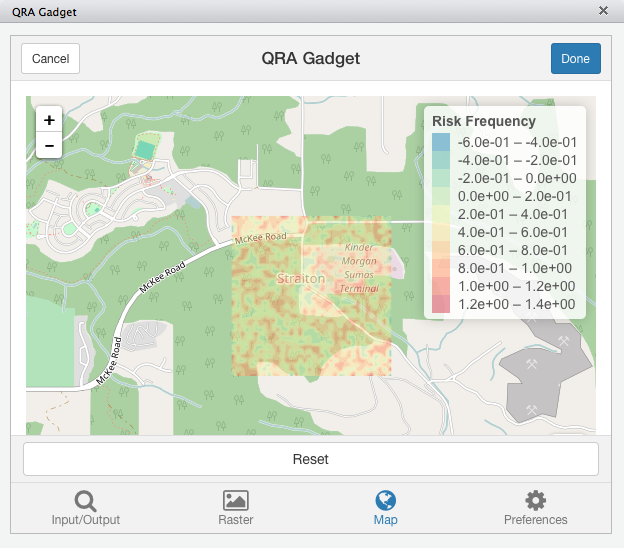 QRA Gadget
Cancel
QRA Gadget
Done
+
−
Risk Frequency
-6.0e-01 – -4.0e-01
-4.0e-01 – -2.0e-01
-2.0e-01 – 0.0e+00
0.0e+00 – 2.0e-01
2.0e-01 – 4.0e-01
4.0e-01 – 6.0e-01
6.0e-01 – 8.0e-01
8.0e-01 – 1.0e+00
1.0e+00 – 1.2e+00
1.2e+00 – 1.4e+00
McKee Road
Kinder
Morgan
Sumas
Terminal
Straiton
McKee Road
McKee Road
Reset
Input/Output
Raster
Map
Preferences